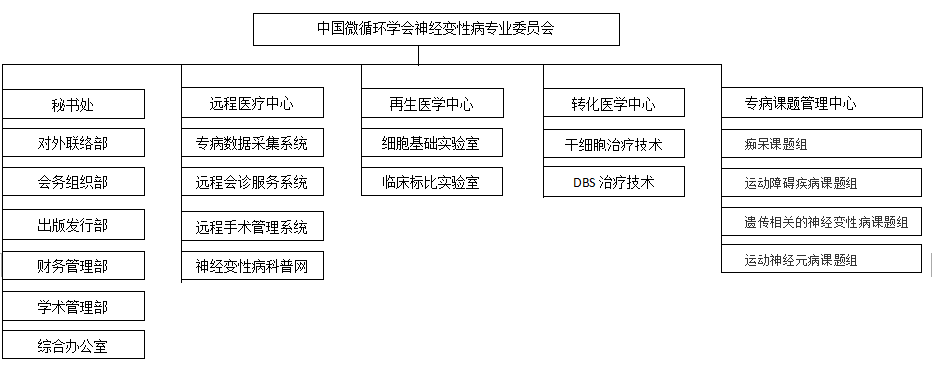 中国微循环学会神经变性病专业委员会
秘书处
对外联络部
会务组织部
出版发行部
财务管理部
学术管理部
综合办公室
远程医疗中心
专病数据采集系统
远程会诊服务系统
远程手术管理系统
神经变性病科普网
再生医学中心
细胞基础实验室
临床标比实验室
转化医学中心
干细胞治疗技术
DBS 治疗技术
专病课题管理中心
痴呆课题组
运动障碍疾病课题组
遗传相关的神经变性病课题组
运动神经元病课题组